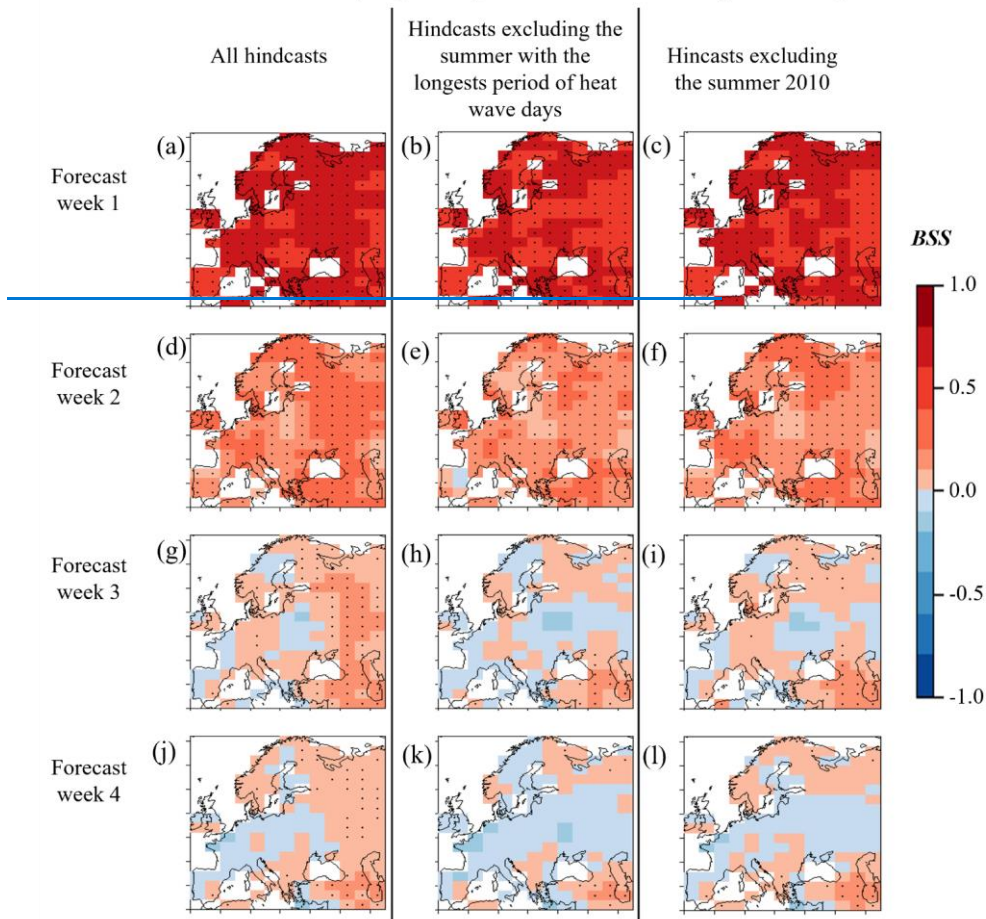 All hindcasts
Hindcasts excluding the
summer with the
longests period of heat
wave days
Hincasts excluding
the summer 2010
Forecast
week 1
(a)
(b)
(c)
BSS
1.0
0.5
0.0
-0.5
-1.0
Forecast
week 2
(d)
(e)
(f)
Forecast
week 3
(g)
(h)
(i)
Forecast
week 4
(j)
(k)
(l)